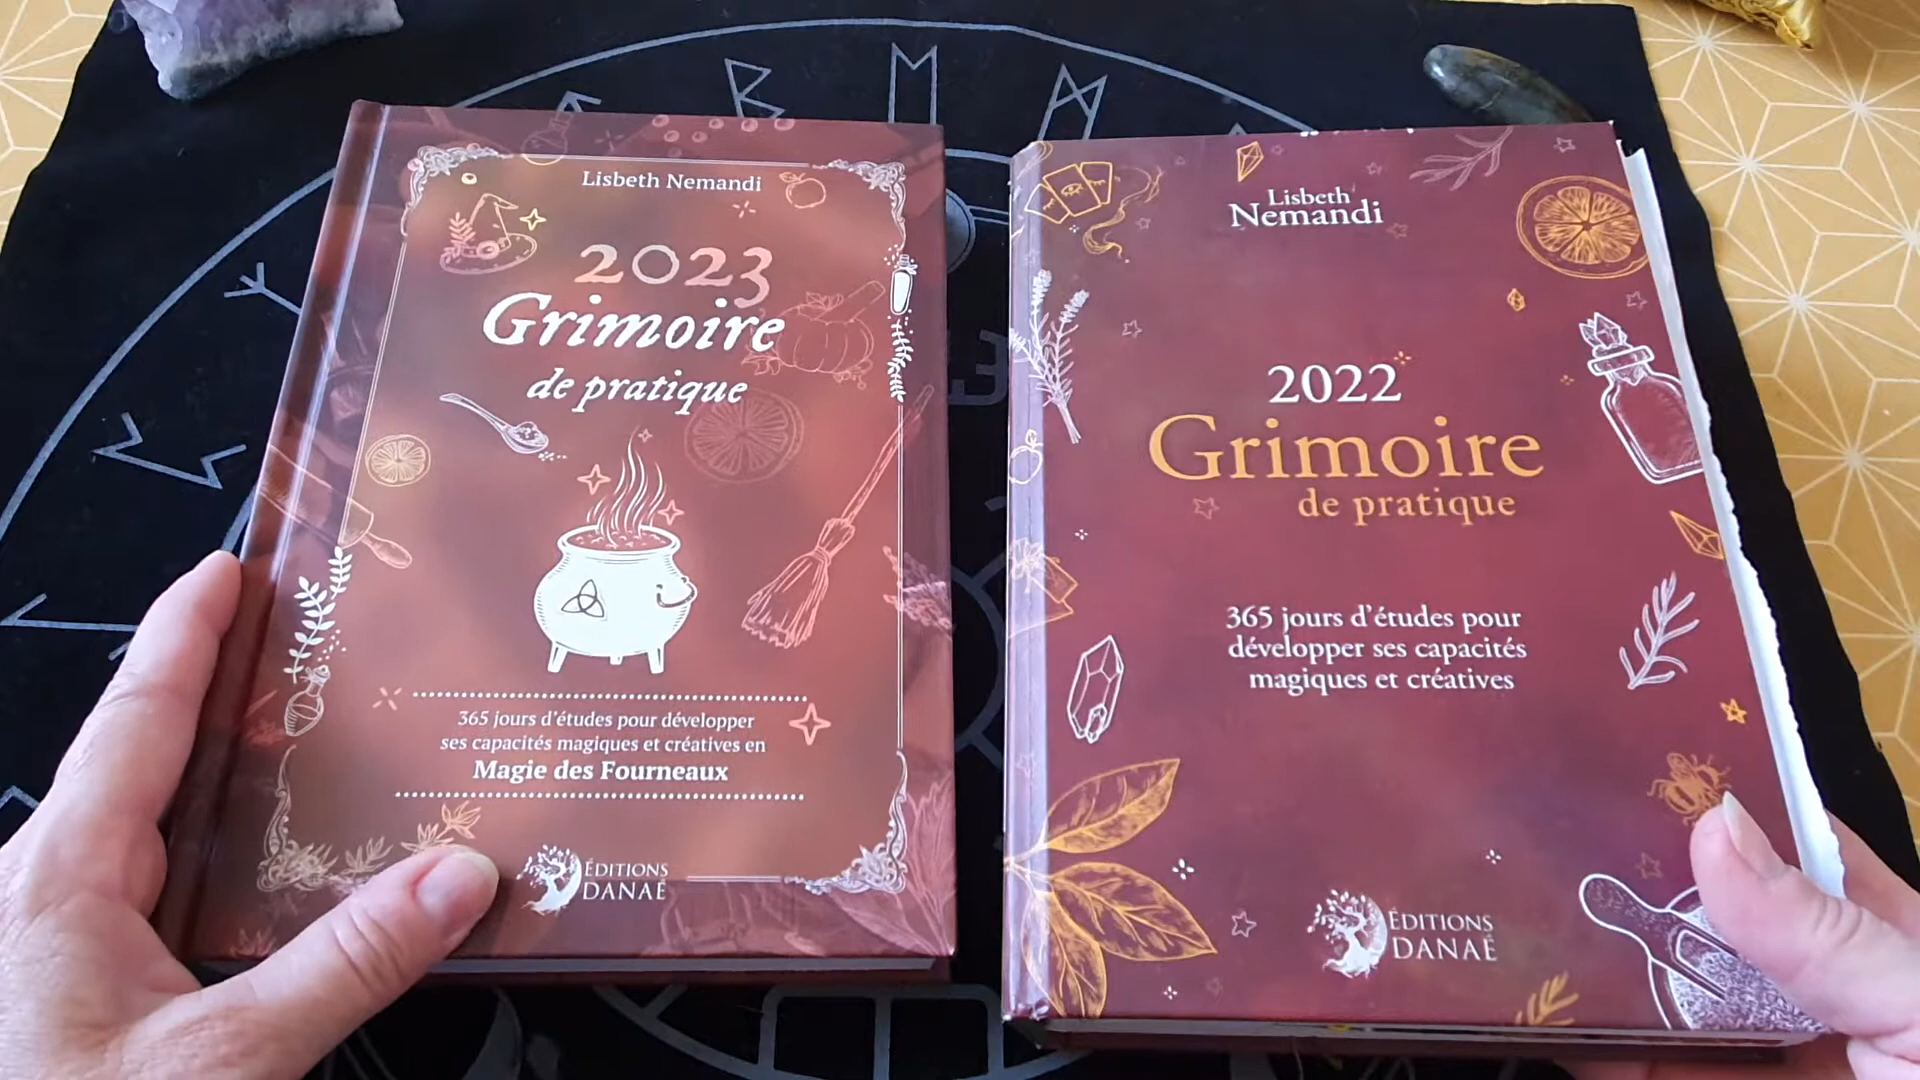 Lisbeth Nemandi
2023
Grimoire
de pratique
365 jours d'études pour développer
ses capacités magiques et créatives en
Magie des Fourneaux
ÉDITIONS
DANAÉ
Lisbeth
Nemandi
2022
Grimoire
de pratique
365 jours d'études pour
développer ses capacités
magiques et créatives
ÉDITIONS
DANAÉ